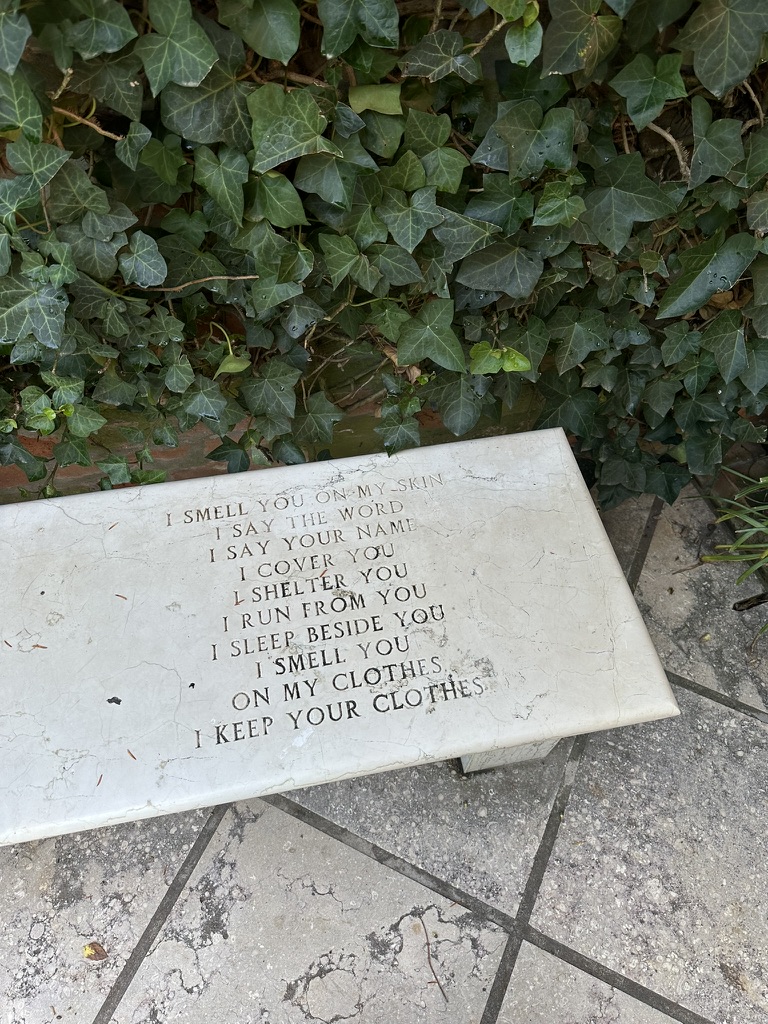 I SMELL YOU ON MY SKIN
I SAY THE WORD
I SAY YOUR NAME
I COVER YOU
I SHELTER YOU
I RUN FROM YOU
I SLEEP BESIDE YOU
I SMELL YOU
ON MY CLOTHES
I KEEP YOUR CLOTHES